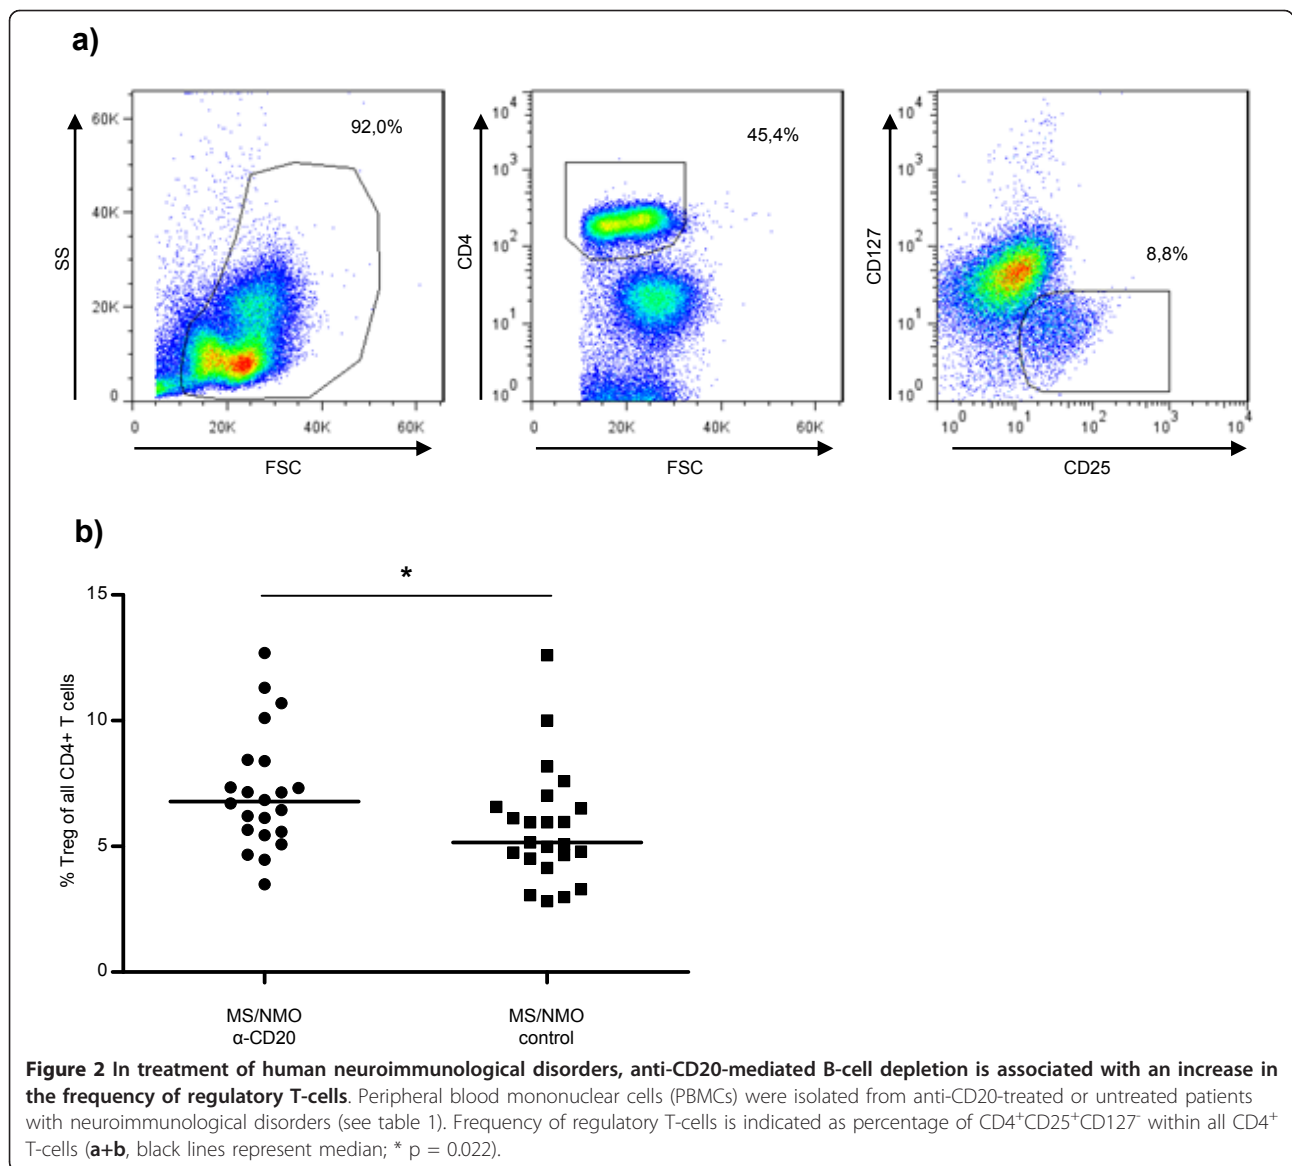 a)
92,0%
60K
40K
20K
0
SS
0 20K 40K 60K
FSC
45,4%
10^4
10^3
10^2
10^1
10^0
CD4
0 20K 40K 60K
FSC
8,8%
10^4
10^3
10^2
10^1
10^0
CD127
10^0 10^1 10^2 10^3 10^4
CD25
b)
*
15
10
5
0
% Treg of all CD4+ T cells
MS/NMO
α-CD20
MS/NMO
control
Figure 2 In treatment of human neuroimmunological disorders, anti-CD20-mediated B-cell depletion is associated with an increase in
the frequency of regulatory T-cells. Peripheral blood mononuclear cells (PBMCs) were isolated from anti-CD20-treated or untreated patients
with neuroimmunological disorders (see table 1). Frequency of regulatory T-cells is indicated as percentage of CD4⁺CD25⁺CD127⁻ within all CD4⁺
T-cells (a+b, black lines represent median; * p = 0.022).